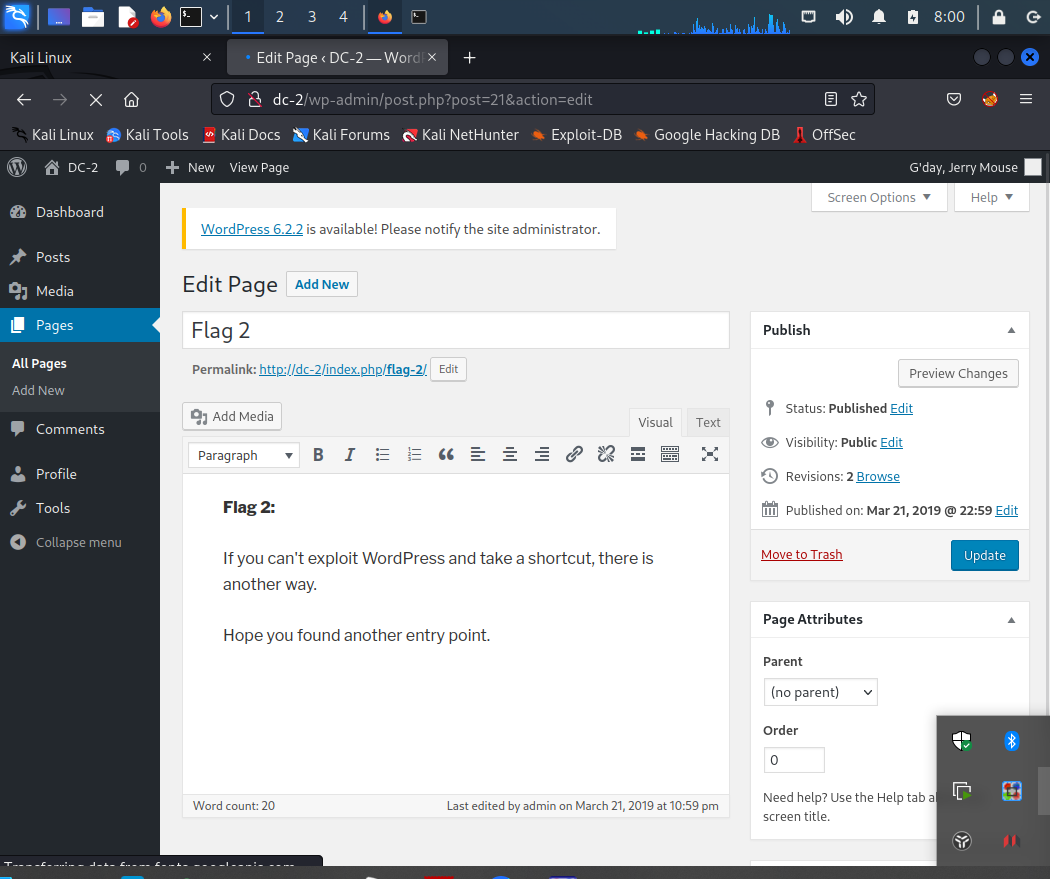 1 2 3 4 8:00
Kali Linux
Edit Page ‹ DC-2 — Word
dc-2/wp-admin/post.php?post=21&action=edit
Kali Linux Kali Tools Kali Docs Kali Forums Kali NetHunter Exploit-DB Google Hacking DB OffSec
DC-2 0 New View Page G'day, Jerry Mouse
Screen Options Help
Dashboard
Posts
Media
Pages
All Pages
Add New
Comments
Profile
Tools
Collapse menu
WordPress 6.2.2 is available! Please notify the site administrator.
Edit Page Add New
Flag 2
Permalink: http://dc-2/index.php/flag-2/ Edit
Add Media
Visual Text
Paragraph B I
Flag 2:
If you can't exploit WordPress and take a shortcut, there is
another way.
Hope you found another entry point.
Word count: 20 Last edited by admin on March 21, 2019 at 10:59 pm
Publish
Preview Changes
Status: Published Edit
Visibility: Public Edit
Revisions: 2 Browse
Published on: Mar 21, 2019 @ 22:59 Edit
Move to Trash Update
Page Attributes
Parent
(no parent)
Order
0
Need help? Use the Help tab
screen title.
Transferring data from fonts.googleapis.com